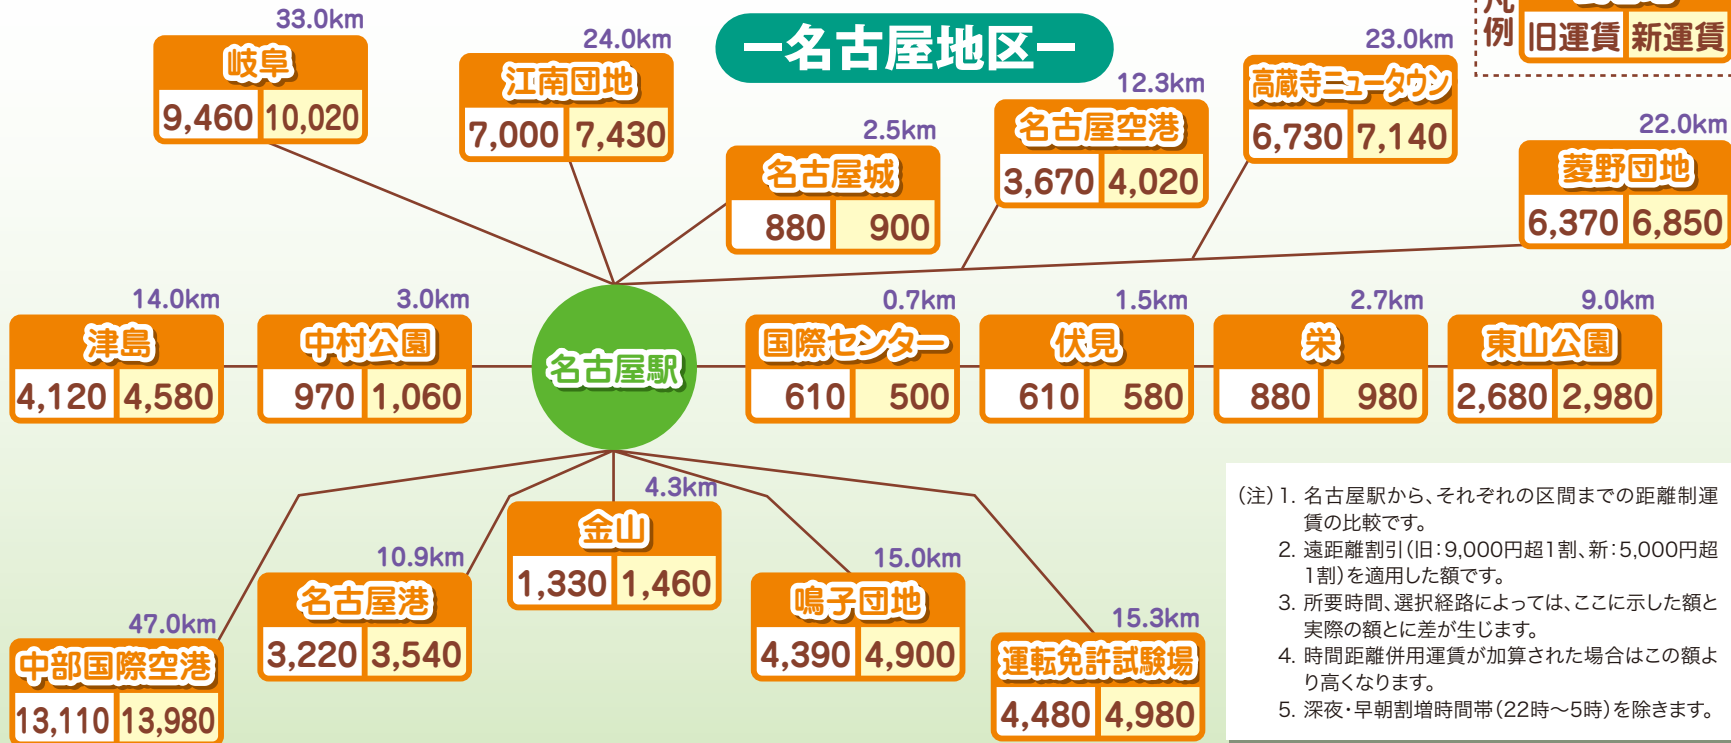 ー名古屋地区ー
凡例
旧運賃 新運賃
33.0km
岐阜
9,460 10,020
24.0km
江南団地
7,000 7,430
2.5km
名古屋城
880 900
12.3km
名古屋空港
3,670 4,020
23.0km
高蔵寺ニュータウン
6,730 7,140
22.0km
菱野団地
6,370 6,850
14.0km
津島
4,120 4,580
3.0km
中村公園
970 1,060
名古屋駅
0.7km
国際センター
610 500
1.5km
伏見
610 580
2.7km
栄
880 980
9.0km
東山公園
2,680 2,980
47.0km
中部国際空港
13,110 13,980
10.9km
名古屋港
3,220 3,540
4.3km
金山
1,330 1,460
15.0km
鳴子団地
4,390 4,900
15.3km
運転免許試験場
4,480 4,980
(注)1. 名古屋駅から、それぞれの区間までの距離制運
賃の比較です。
2. 遠距離割引(旧:9,000円超1割、新:5,000円超
1割)を適用した額です。
3. 所要時間、選択経路によっては、ここに示した額と
実際の額とに差が生じます。
4. 時間距離併用運賃が加算された場合はこの額よ
り高くなります。
5. 深夜・早朝割増時間帯(22時～5時)を除きます。